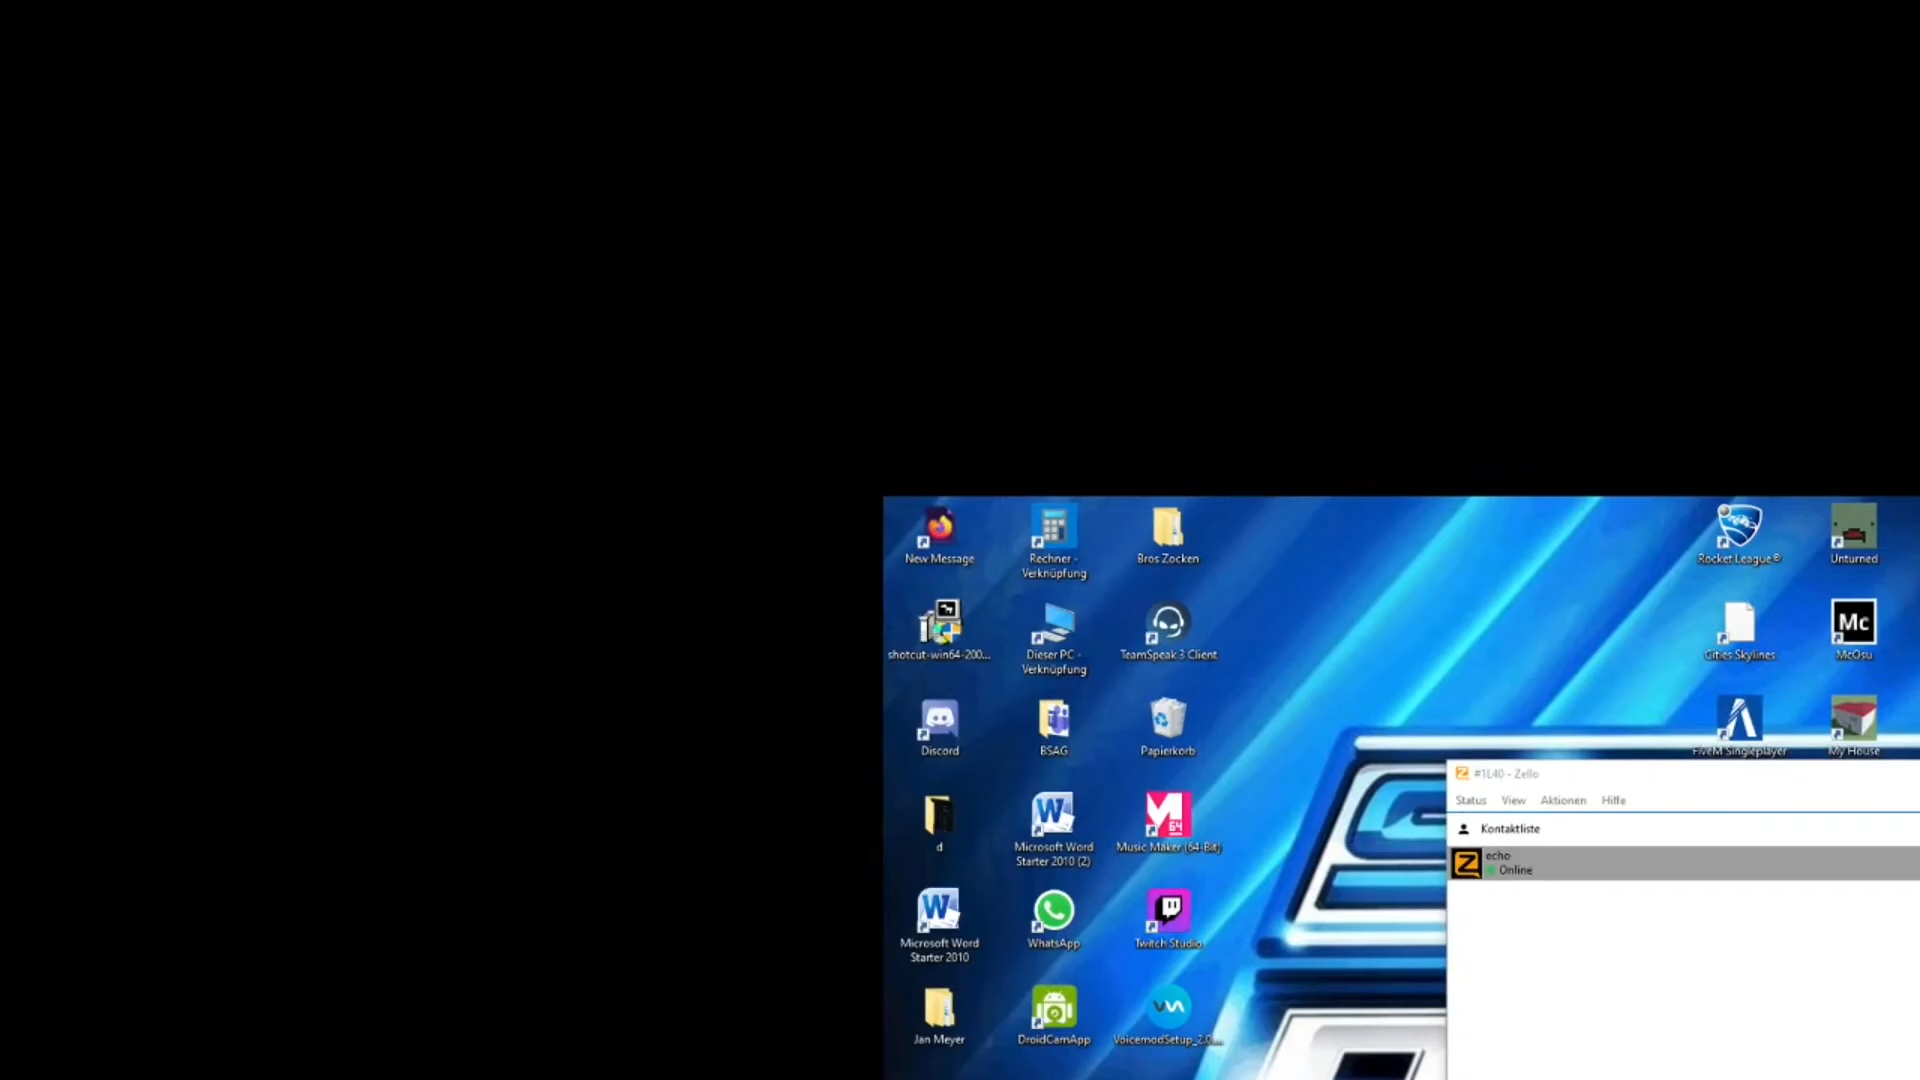 New Message
Rechner -
Verknüpfung
Bros Zocken
Rocket League®
Unturned
shotcut-win64-200...
Dieser PC -
Verknüpfung
TeamSpeak 3 Client
Cities Skylines
Mc
McOsu
Discord
BSAG
Papierkorb
FiveM Singleplayer
My House
#1L40 - Zello
Status View Aktionen Hilfe
Kontaktliste
echo
Online
d
Microsoft Word
Starter 2010 (2)
64
Music Maker (64-Bit)
Microsoft Word
Starter 2010
WhatsApp
Twitch Studio
Jan Meyer
DroidCamApp
VoicemodSetup_2.0....